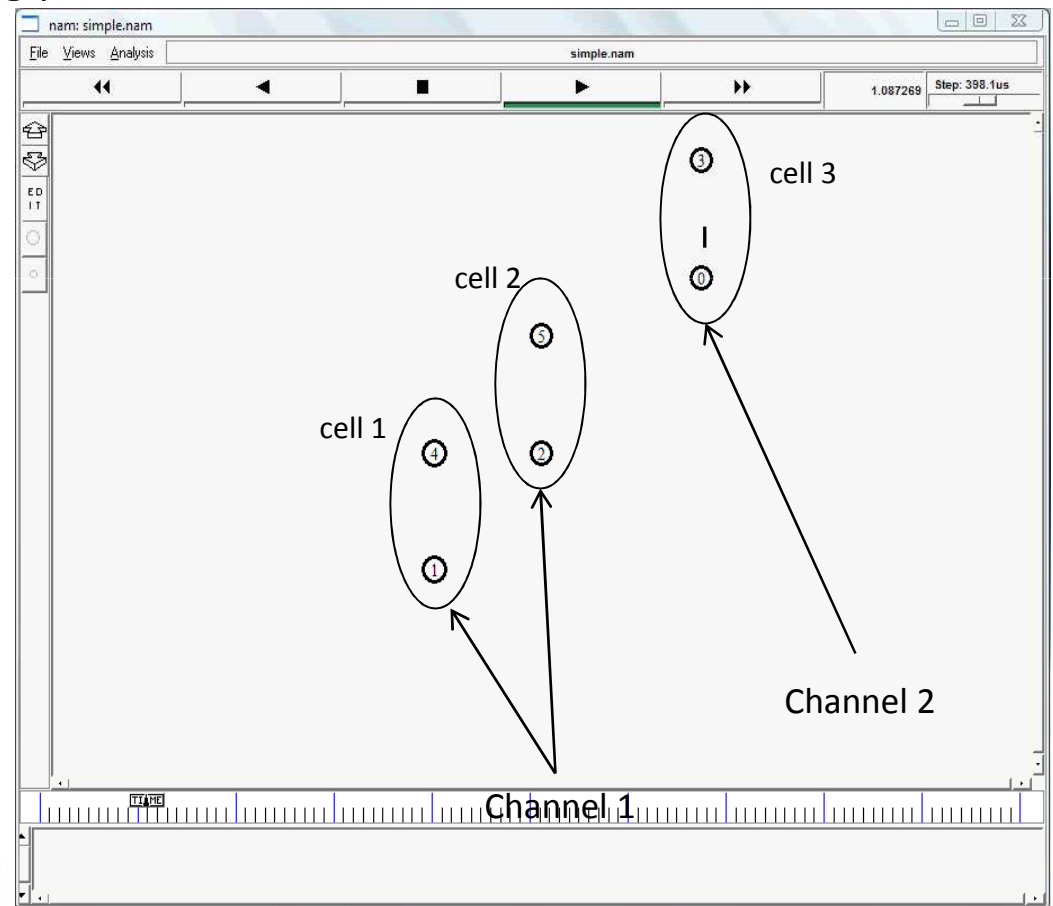 nam: simple.nam
File Views Analysis
simple.nam
1.087269
Step: 398.1us
E D
I T
3
cell 3
0
cell 2
5
cell 1
4
2
1
Channel 2
TIME
Channel 1